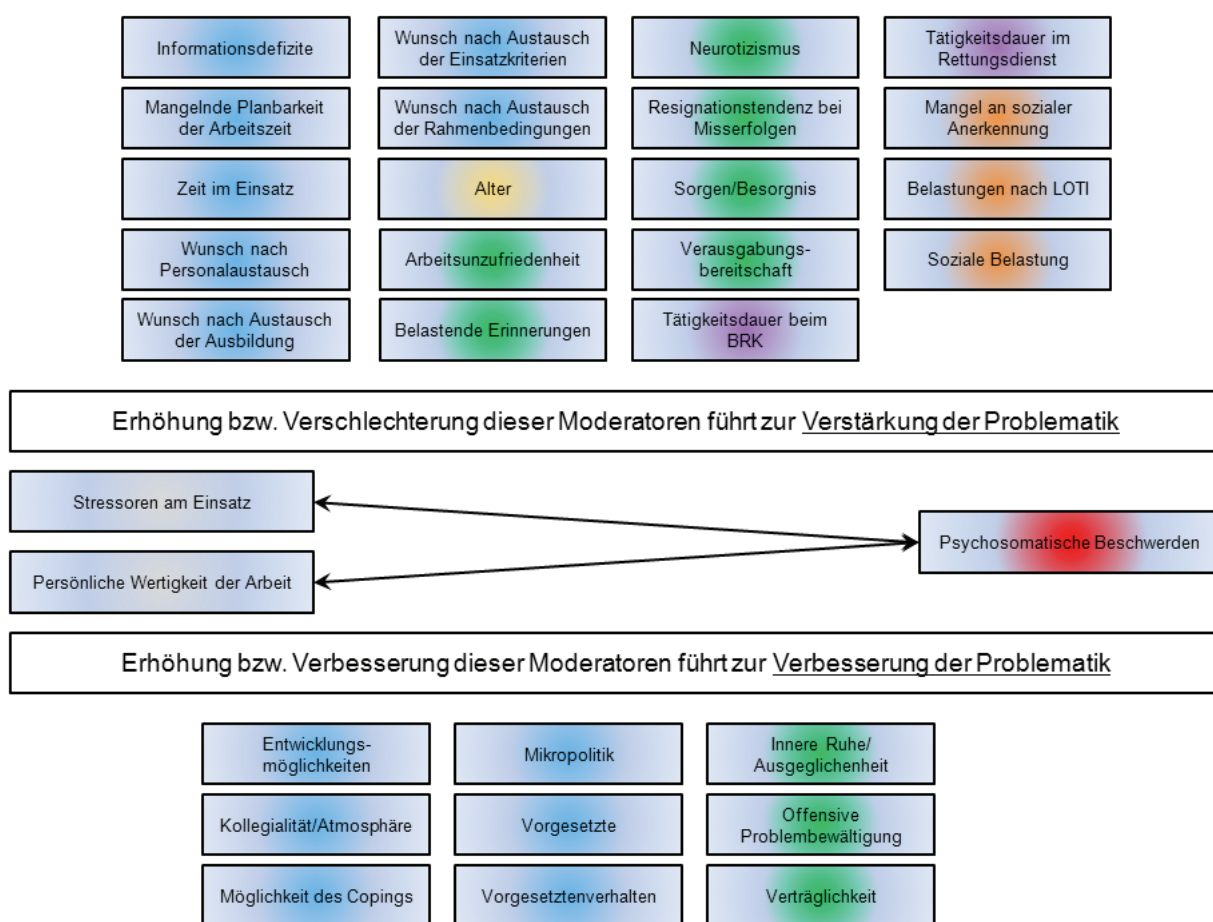 Informationsdefizite
Mangelnde Planbarkeit
der Arbeitszeit
Zeit im Einsatz
Wunsch nach
Personalaustausch
Wunsch nach Austausch
der Ausbildung
Wunsch nach Austausch
der Einsatzkriterien
Wunsch nach Austausch
der Rahmenbedingungen
Alter
Arbeitsunzufriedenheit
Belastende Erinnerungen
Neurotizismus
Resignationstendenz bei
Misserfolgen
Sorgen/Besorgnis
Verausgabungs-
bereitschaft
Tätigkeitsdauer beim
BRK
Tätigkeitsdauer im
Rettungsdienst
Mangel an sozialer
Anerkennung
Belastungen nach LOTI
Soziale Belastung
Erhöhung bzw. Verschlechterung dieser Moderatoren führt zur Verstärkung der Problematik
Stressoren am Einsatz
Persönliche Wertigkeit der Arbeit
Psychosomatische Beschwerden
Erhöhung bzw. Verbesserung dieser Moderatoren führt zur Verbesserung der Problematik
Entwicklungs-
möglichkeiten
Kollegialität/Atmosphäre
Möglichkeit des Copings
Mikropolitik
Vorgesetzte
Vorgesetztenverhalten
Innere Ruhe/
Ausgeglichenheit
Offensive
Problembewältigung
Verträglichkeit